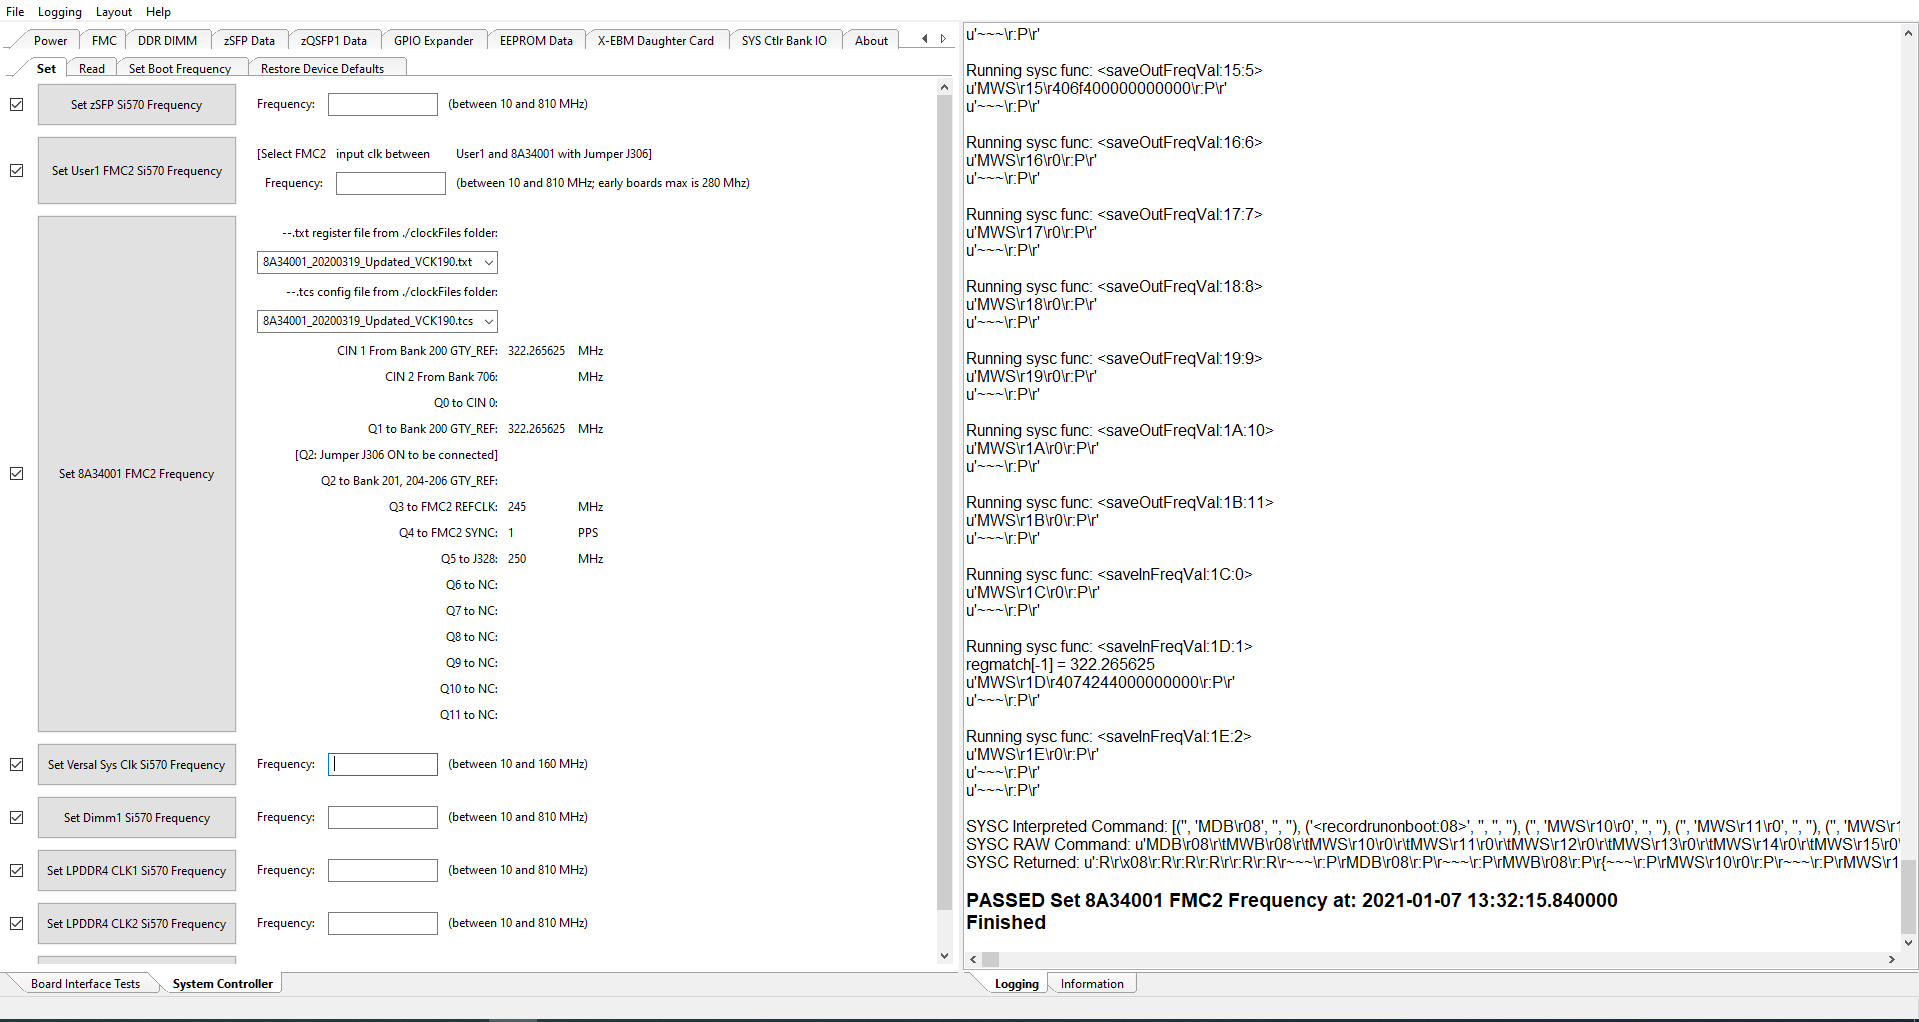 File Logging Layout Help
Power FMC DDR DIMM zSFP Data zQSFP1 Data GPIO Expander EEPROM Data X-EBM Daughter Card SYS Ctlr Bank IO About
Set Read Set Boot Frequency Restore Device Defaults
Set zSFP Si570 Frequency Frequency: (between 10 and 810 MHz)
[Select FMC2 input clk between User1 and 8A34001 with Jumper J306]
Set User1 FMC2 Si570 Frequency
Frequency: (between 10 and 810 MHz; early boards max is 280 Mhz)
--.txt register file from ./clockFiles folder:
8A34001_20200319_Updated_VCK190.txt
--.tcs config file from ./clockFiles folder:
8A34001_20200319_Updated_VCK190.tcs
CIN 1 From Bank 200 GTY_REF: 322.265625 MHz
CIN 2 From Bank 706: MHz
Q0 to CIN 0:
Q1 to Bank 200 GTY_REF: 322.265625 MHz
[Q2: Jumper J306 ON to be connected]
Set 8A34001 FMC2 Frequency
Q2 to Bank 201, 204-206 GTY_REF:
Q3 to FMC2 REFCLK: 245 MHz
Q4 to FMC2 SYNC: 1 PPS
Q5 to J328: 250 MHz
Q6 to NC:
Q7 to NC:
Q8 to NC:
Q9 to NC:
Q10 to NC:
Q11 to NC:
Set Versal Sys Clk Si570 Frequency Frequency: (between 10 and 160 MHz)
Set Dimm1 Si570 Frequency Frequency: (between 10 and 810 MHz)
Set LPDDR4 CLK1 Si570 Frequency Frequency: (between 10 and 810 MHz)
Set LPDDR4 CLK2 Si570 Frequency Frequency: (between 10 and 810 MHz)
Board Interface Tests System Controller
u'~~~\r:P\r'
Running sysc func: <saveOutFreqVal:15:5>
u'MWS\r15\r406f400000000000\r:P\r'
u'~~~\r:P\r'
Running sysc func: <saveOutFreqVal:16:6>
u'MWS\r16\r0\r:P\r'
u'~~~\r:P\r'
Running sysc func: <saveOutFreqVal:17:7>
u'MWS\r17\r0\r:P\r'
u'~~~\r:P\r'
Running sysc func: <saveOutFreqVal:18:8>
u'MWS\r18\r0\r:P\r'
u'~~~\r:P\r'
Running sysc func: <saveOutFreqVal:19:9>
u'MWS\r19\r0\r:P\r'
u'~~~\r:P\r'
Running sysc func: <saveOutFreqVal:1A:10>
u'MWS\r1A\r0\r:P\r'
u'~~~\r:P\r'
Running sysc func: <saveOutFreqVal:1B:11>
u'MWS\r1B\r0\r:P\r'
u'~~~\r:P\r'
Running sysc func: <saveInFreqVal:1C:0>
u'MWS\r1C\r0\r:P\r'
u'~~~\r:P\r'
Running sysc func: <saveInFreqVal:1D:1>
regmatch[-1] = 322.265625
u'MWS\r1D\r4074244000000000\r:P\r'
u'~~~\r:P\r'
Running sysc func: <saveInFreqVal:1E:2>
u'MWS\r1E\r0\r:P\r'
u'~~~\r:P\r'
u'~~~\r:P\r'
SYSC Interpreted Command: [('', 'MDB\r08', '', ''), ('<recordrunonboot:08>', '', '', ''), ('', 'MWS\r10\r0', '', ''), ('', 'MWS\r11\r0', '', ''), ('', 'MWS\r1
SYSC RAW Command: u'MDB\r08\r\tMWB\r08\r\tMWS\r10\r0\r\tMWS\r11\r0\r\tMWS\r12\r0\r\tMWS\r13\r0\r\tMWS\r14\r0\r\tMWS\r15\r0\
SYSC Returned: u':R\r\x08\r:R\r:R\r:R\r\r:R\r:R\r~~~\r:P\rMDB\r08\r:P\r~~~\r:P\rMWB\r08\r:P\r{~~~\r:P\rMWS\r10\r0\r:P\r~~~\r:P\rMWS\r1
PASSED Set 8A34001 FMC2 Frequency at: 2021-01-07 13:32:15.840000
Finished
Logging Information